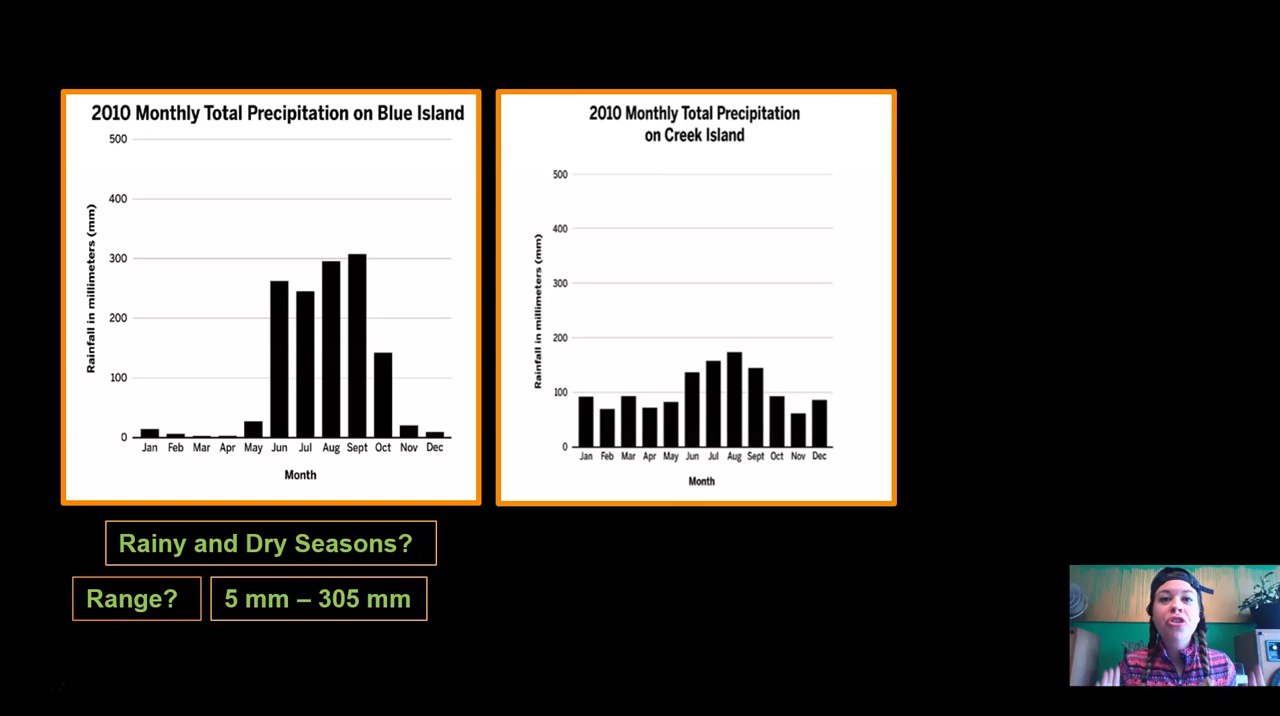 2010 Monthly Total Precipitation on Blue Island
500
400
300
200
100
0
Rainfall in millimeters (mm)
Jan Feb Mar Apr May Jun Jul Aug Sept Oct Nov Dec
Month
2010 Monthly Total Precipitation
on Creek Island
500
400
300
200
100
0
Rainfall in millimeters (mm)
Jan Feb Mar Apr May Jun Jul Aug Sept Oct Nov Dec
Month
Rainy and Dry Seasons?
Range? 5 mm – 305 mm